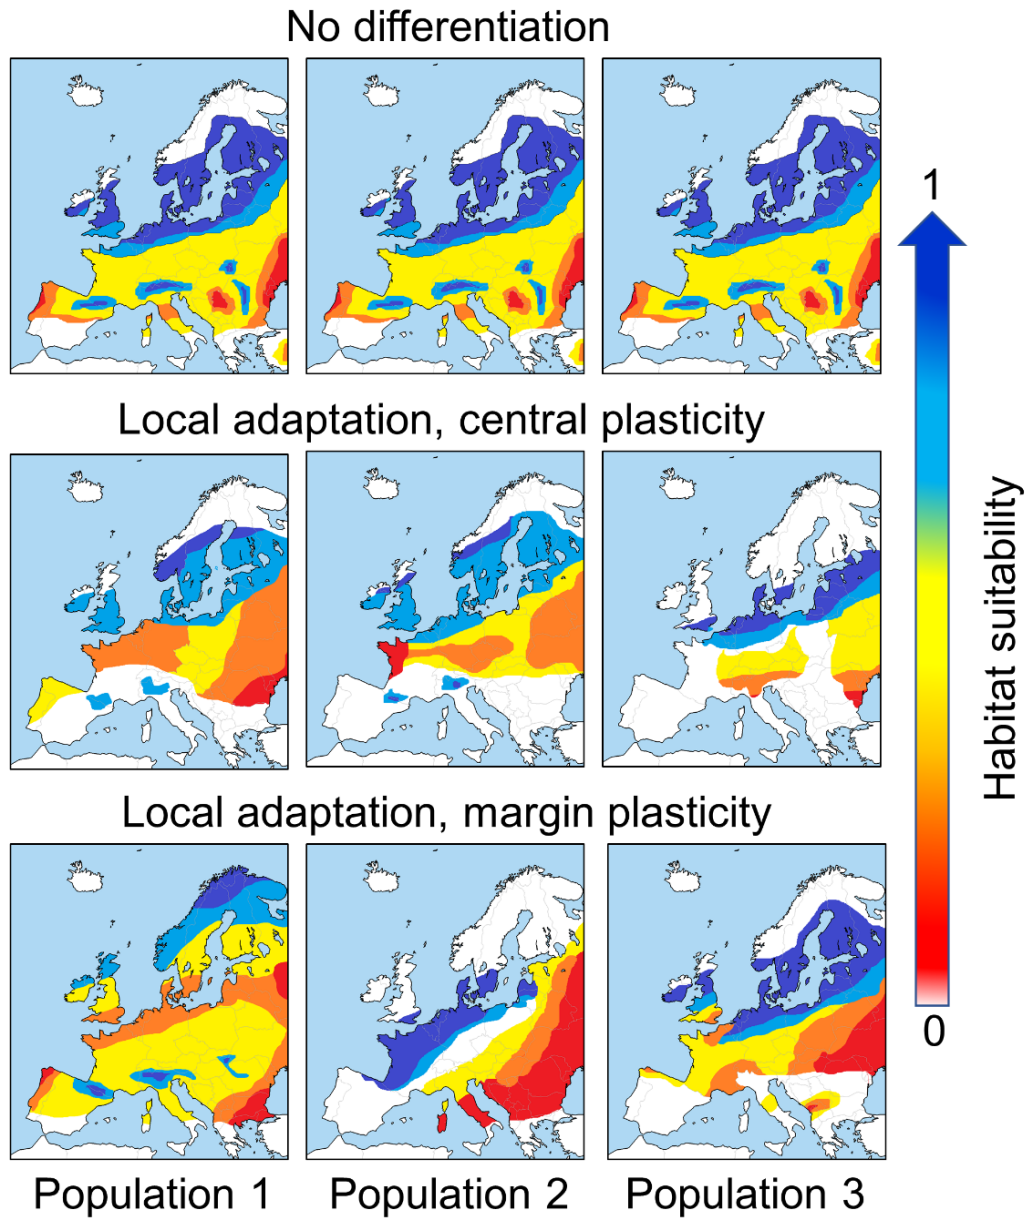 No differentiation
1
Local adaptation, central plasticity
Habitat suitability
Local adaptation, margin plasticity
0
Population 1
Population 2
Population 3